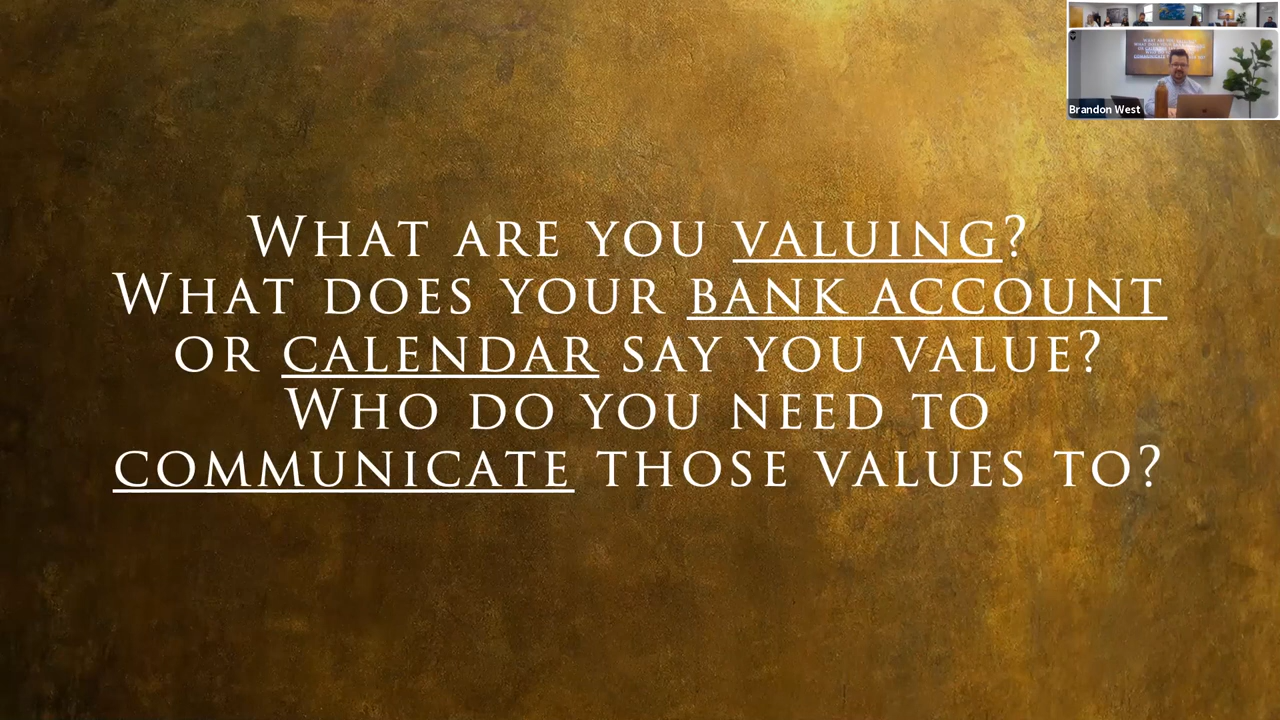 Brandon West
What are you valuing?
What does your bank account
or calendar say you value?
Who do you need to
communicate those values to?